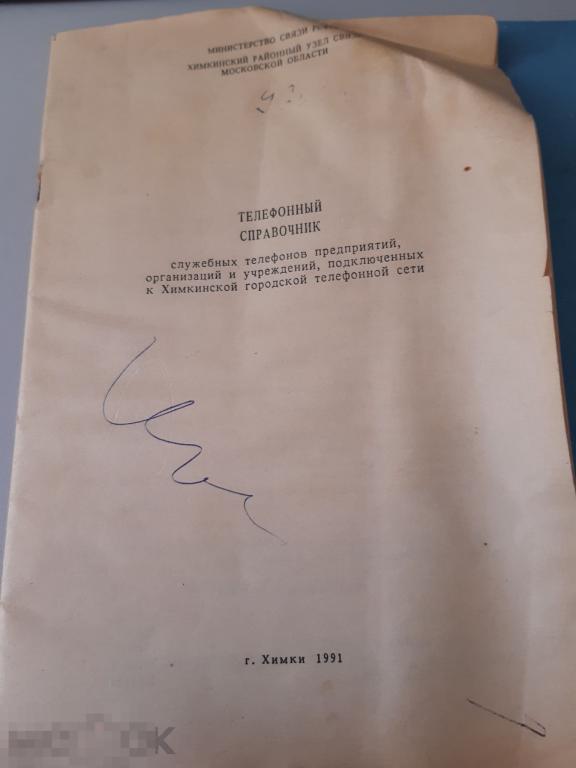 МИНИСТЕРСТВО СВЯЗИ
ХИМКИНСКИЙ РАЙОННЫЙ УЗЕЛ СВЯЗИ
МОСКОВСКОЙ ОБЛАСТИ
ТЕЛЕФОННЫЙ
СПРАВОЧНИК
служебных телефонов предприятий,
организаций и учреждений, подключенных
к Химкинской городской телефонной сети
г. Химки 1991